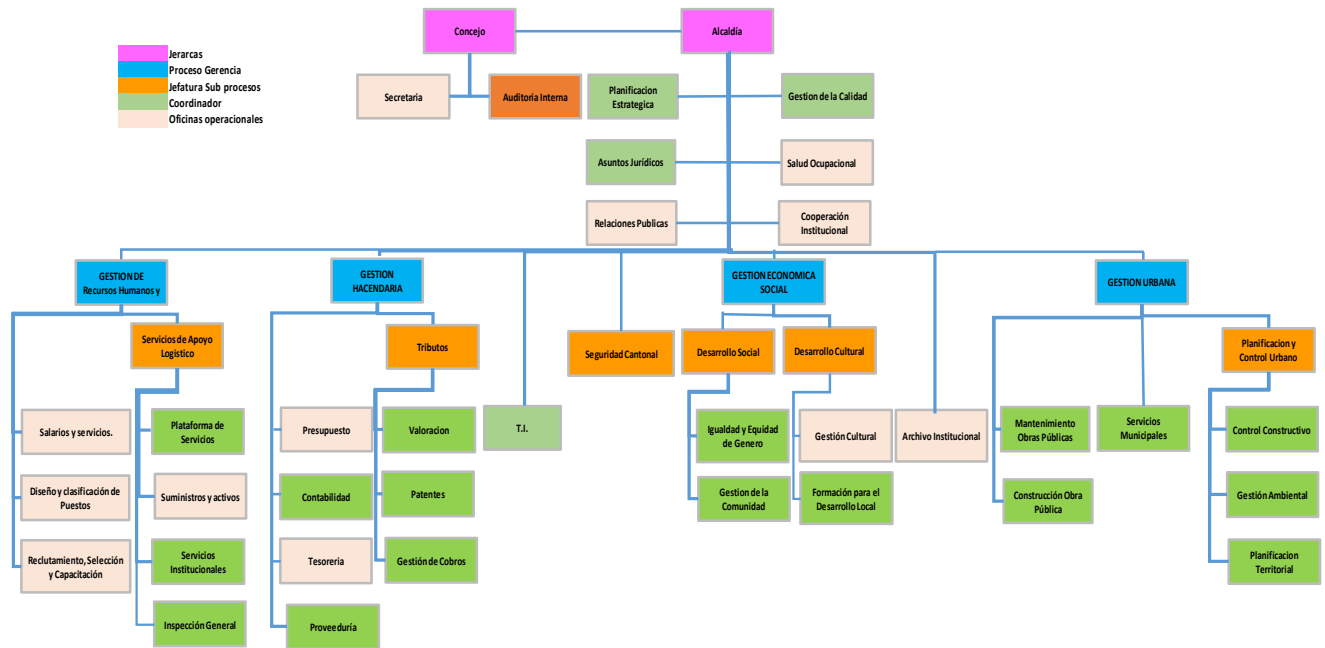 Concejo
Alcaldía
Jerarcas
Proceso Gerencia
Jefatura Sub procesos
Coordinador
Oficinas operacionales
Secretaria
Auditoria Interna
Planificacion
Estrategica
Gestion de la Calidad
Asuntos Jurídicos
Salud Ocupacional
Relaciones Publicas
Cooperación
Institucional
GESTION DE
Recursos Humanos y
GESTION
HACENDARIA
GESTION ECONOMICA
SOCIAL
GESTION URBANA
Servicios de Apoyo
Logistico
Tributos
Seguridad Cantonal
Desarrollo Social
Desarrollo Cultural
Planificacion y
Control Urbano
Salarios y servicios.
Plataforma de
Servicios
Presupuesto
Valoracion
T.I.
Igualdad y Equidad
de Genero
Gestión Cultural
Archivo Institucional
Mantenimiento
Obras Públicas
Servicios
Municipales
Control Constructivo
Diseño y clasificación de
Puestos
Suministros y activos
Contabilidad
Patentes
Gestion de la
Comunidad
Formación para el
Desarrollo Local
Construcción Obra
Pública
Gestión Ambiental
Reclutamiento, Selección
y Capacitación
Servicios
Institucionales
Tesoreria
Gestión de Cobros
Planificacion
Territorial
Inspección General
Proveeduría